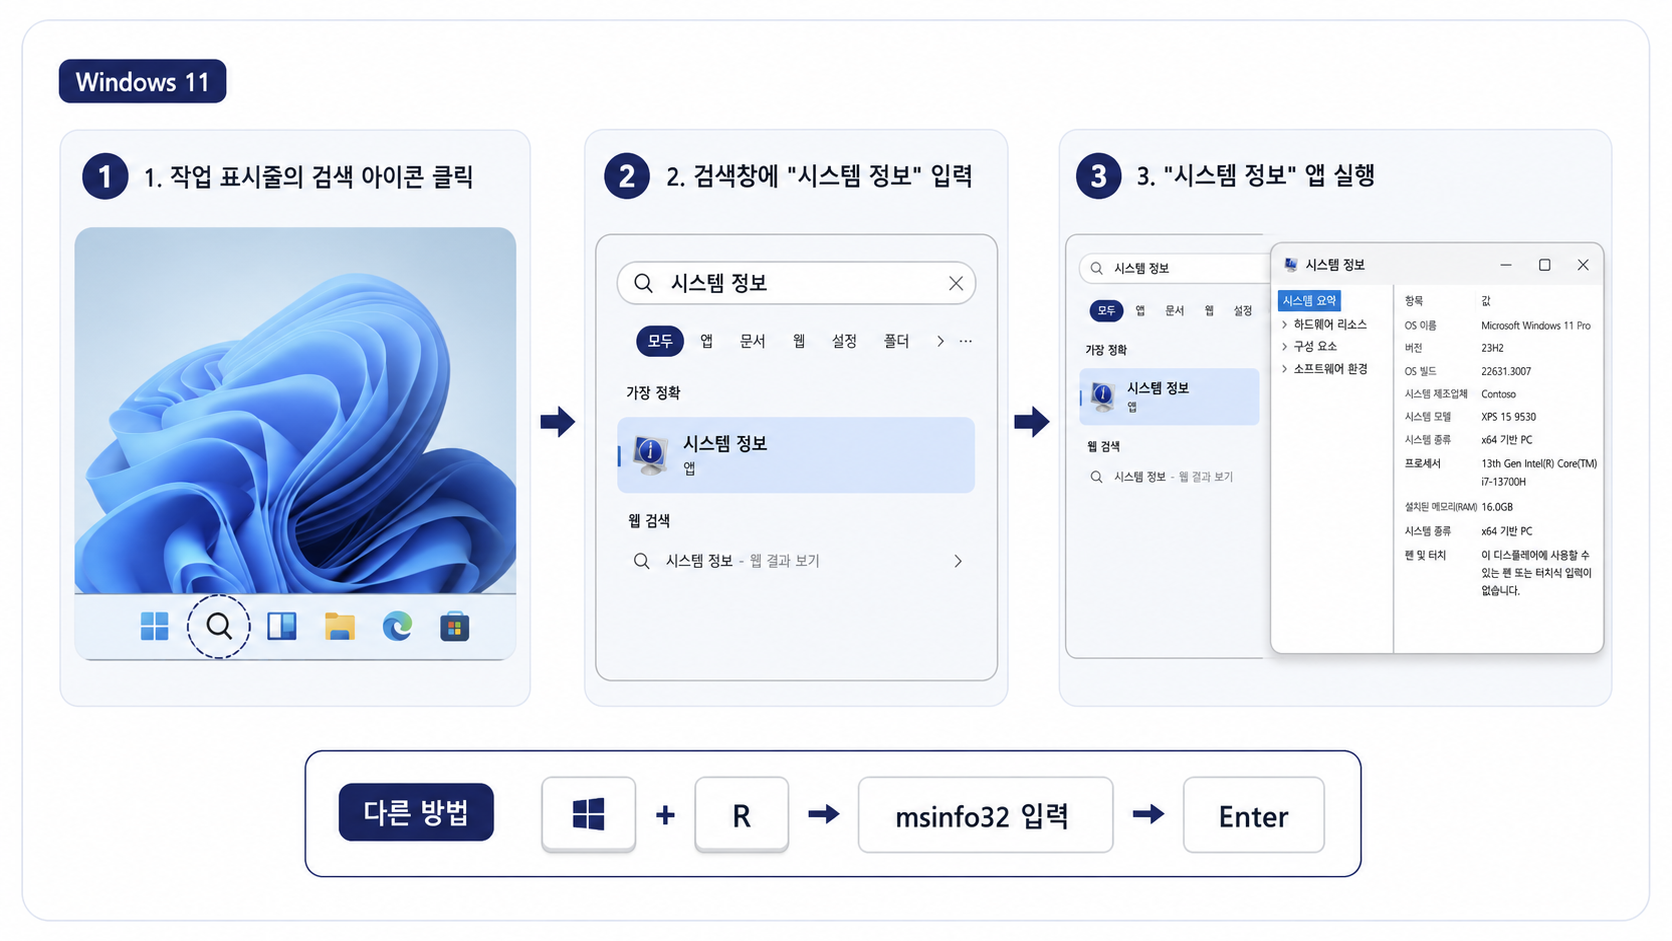 Windows 11
1 1. 작업 표시줄의 검색 아이콘 클릭
2 2. 검색창에 "시스템 정보" 입력
시스템 정보
모두 앱 문서 웹 설정 폴더
가장 정확
시스템 정보
앱
웹 검색
시스템 정보 - 웹 결과 보기
3 3. "시스템 정보" 앱 실행
시스템 정보
모두 앱 문서 웹 설정
가장 정확
시스템 정보
앱
웹 검색
시스템 정보 - 웹 결과 보기
시스템 정보
시스템 요약
하드웨어 리소스
구성 요소
소프트웨어 환경
항목 값
OS 이름 Microsoft Windows 11 Pro
버전 23H2
OS 빌드 22631.3007
시스템 제조업체 Contoso
시스템 모델 XPS 15 9530
시스템 종류 x64 기반 PC
프로세서 13th Gen Intel(R) Core(TM)
i7-13700H
설치된 메모리(RAM) 16.0GB
시스템 종류 x64 기반 PC
펜 및 터치 이 디스플레이에 사용할 수
있는 펜 또는 터치식 입력이
없습니다.
다른 방법 + R msinfo32 입력 Enter